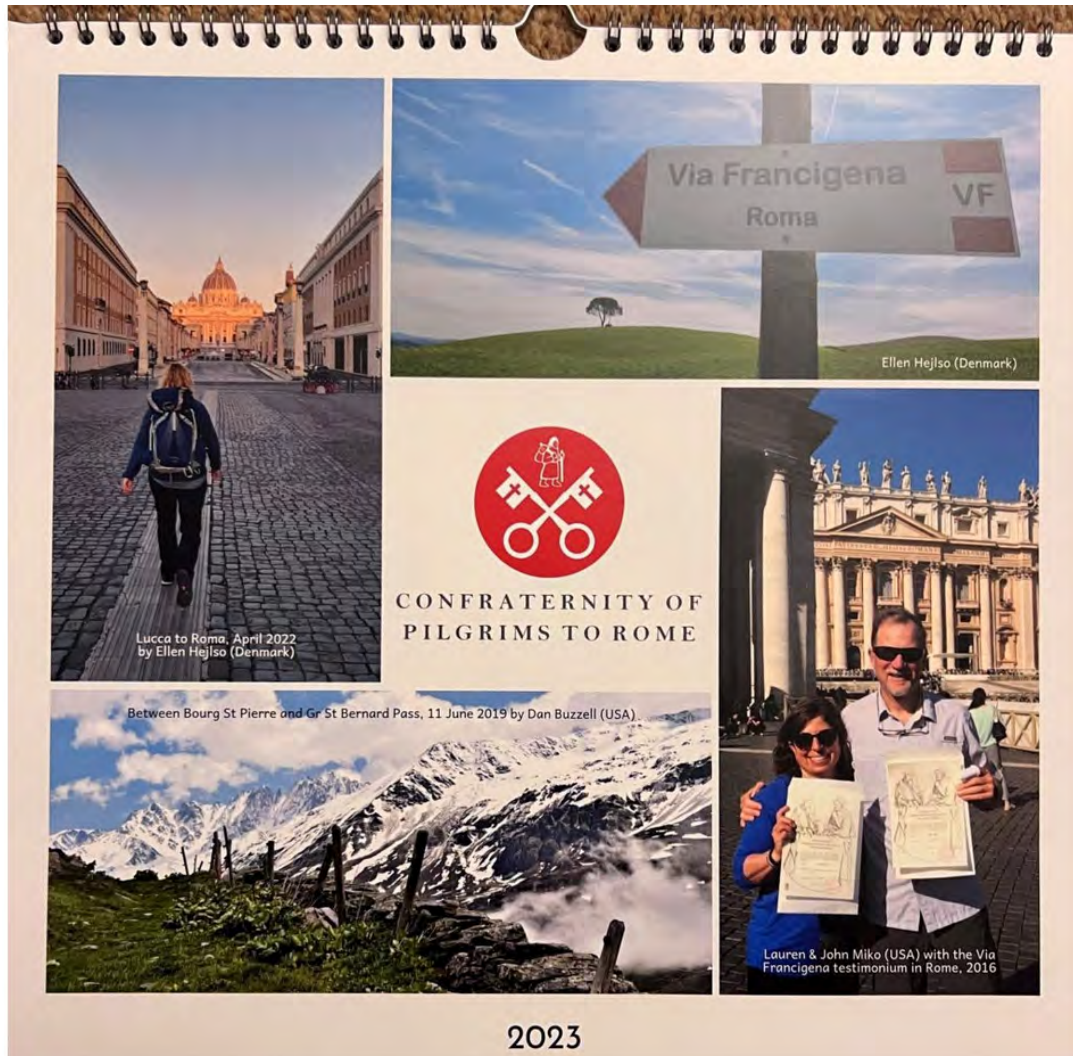 Via Francigena
Roma
VF
Ellen Hejlso (Denmark)
Lucca to Roma, April 2022
by Ellen Hejlso (Denmark)
CONFRATERNITY OF
PILGRIMS TO ROME
Between Bourg St Pierre and Gr St Bernard Pass, 11 June 2019 by Dan Buzzell (USA)
Lauren & John Miko (USA) with the Via
Francigena testimonium in Rome, 2016
2023